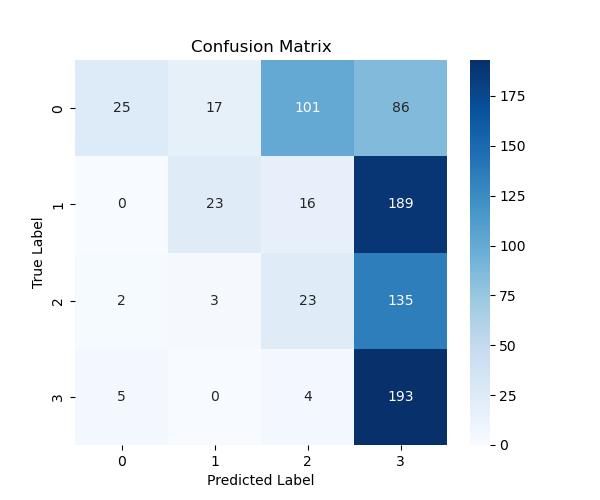 Confusion Matrix
0 25 17 101 86
1 0 23 16 189
2 2 3 23 135
3 5 0 4 193
0 1 2 3
True Label
Predicted Label
175
150
125
100
75
50
25
0